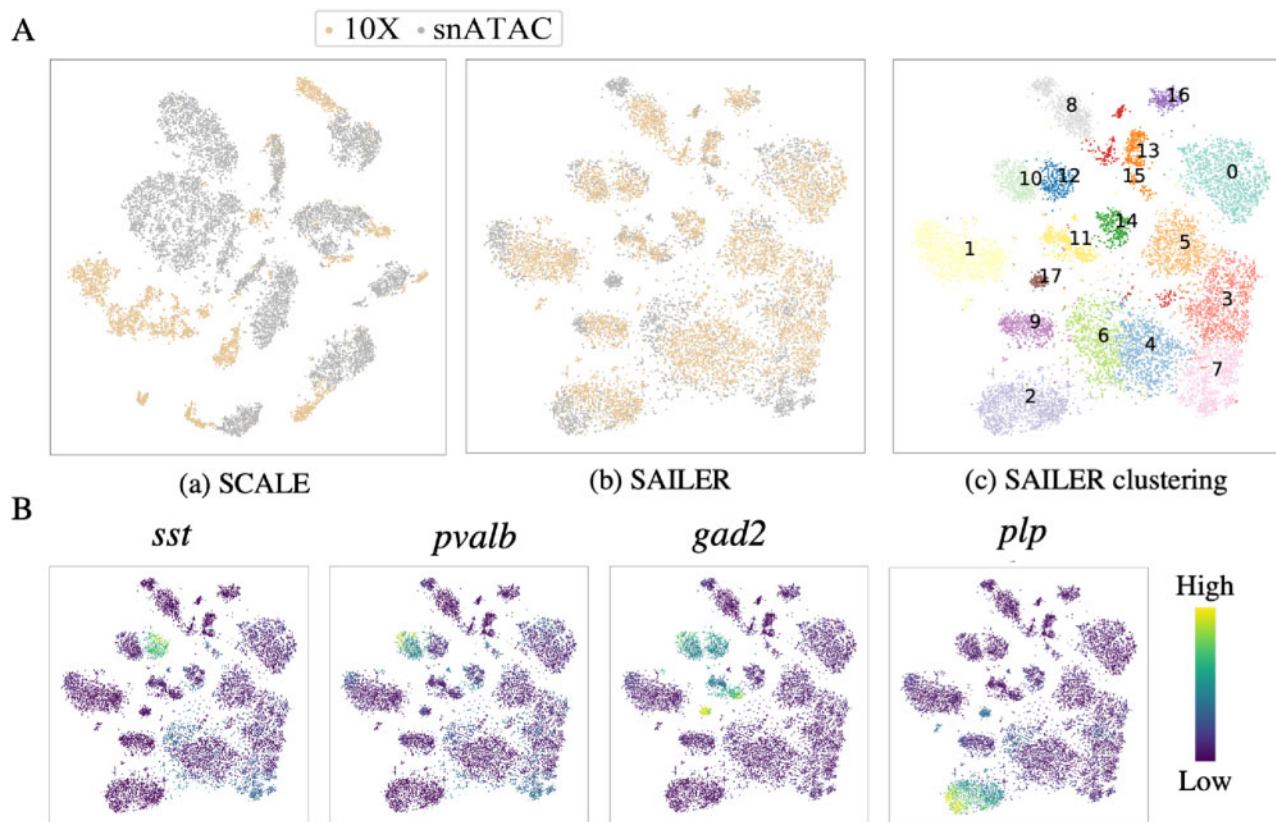 A
10X snATAC
8
16
13
0
10
12
15
14
5
1
11
17
3
9
6
4
7
2
(a) SCALE (b) SAILER (c) SAILER clustering
B
sst pvalb gad2 plp
High
Low